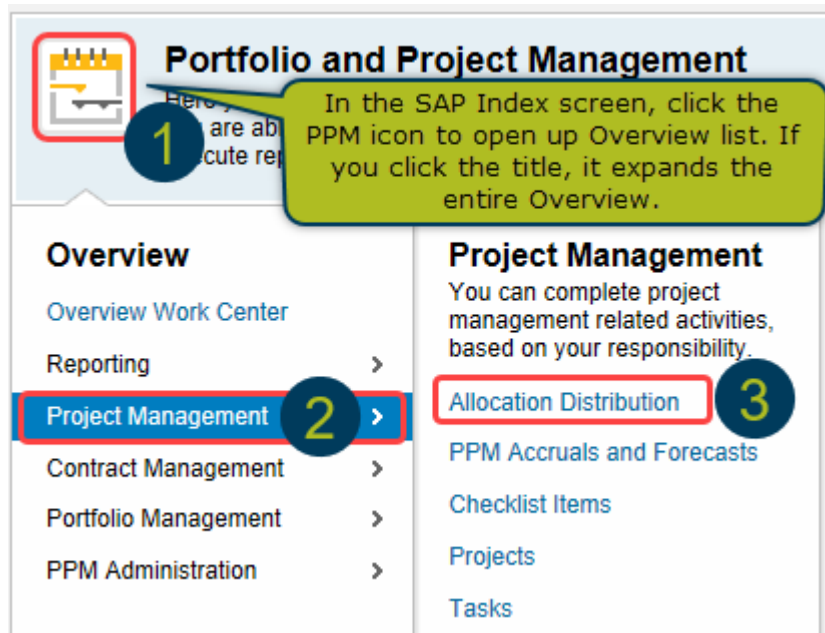 Portfolio and Project Management
In the SAP Index screen, click the
PPM icon to open up Overview list. If
you click the title, it expands the
entire Overview.
are
1
Overview
Overview Work Center
Reporting
Project Management
2
Contract Management
Portfolio Management
PPM Administration
Project Management
You can complete project
management related activities,
based on your responsibility.
Allocation Distribution
3
PPM Accruals and Forecasts
Checklist Items
Projects
Tasks